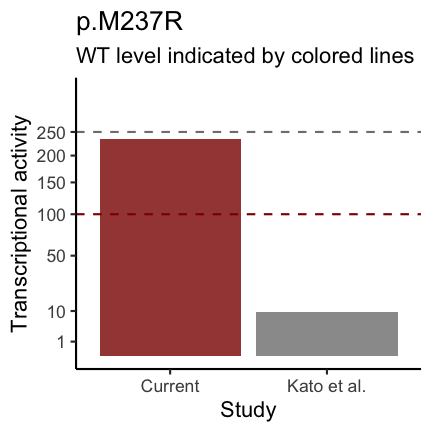 p.M237R
WT level indicated by colored lines
Transcriptional activity
250
200
150
100
50
10
1
Current
Kato et al.
Study